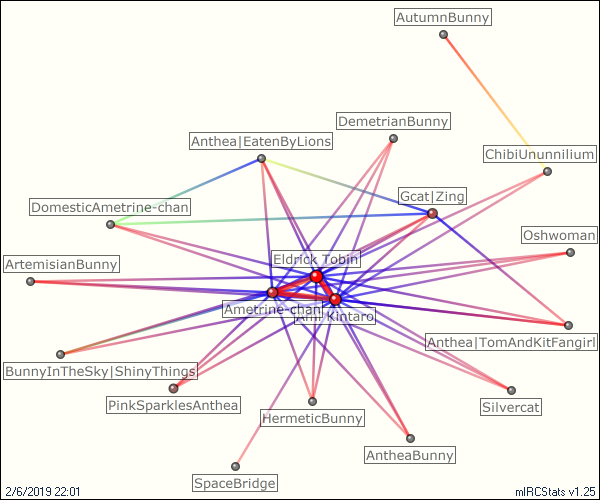 AutumnBunny
DemetrianBunny
Anthea|EatenByLions
ChibiUnunnilium
Gcat|Zing
DomesticAmetrine-chan
Oshwoman
Eldrick Tobin
ArtemisianBunny
Ametrine-chan
Kintaro
Anthea|TomAndKitFangirl
BunnyInTheSky|ShinyThings
PinkSparklesAnthea
Silvercat
HermeticBunny
AntheaBunny
SpaceBridge
2/6/2019 22:01
mIRCStats v1.25